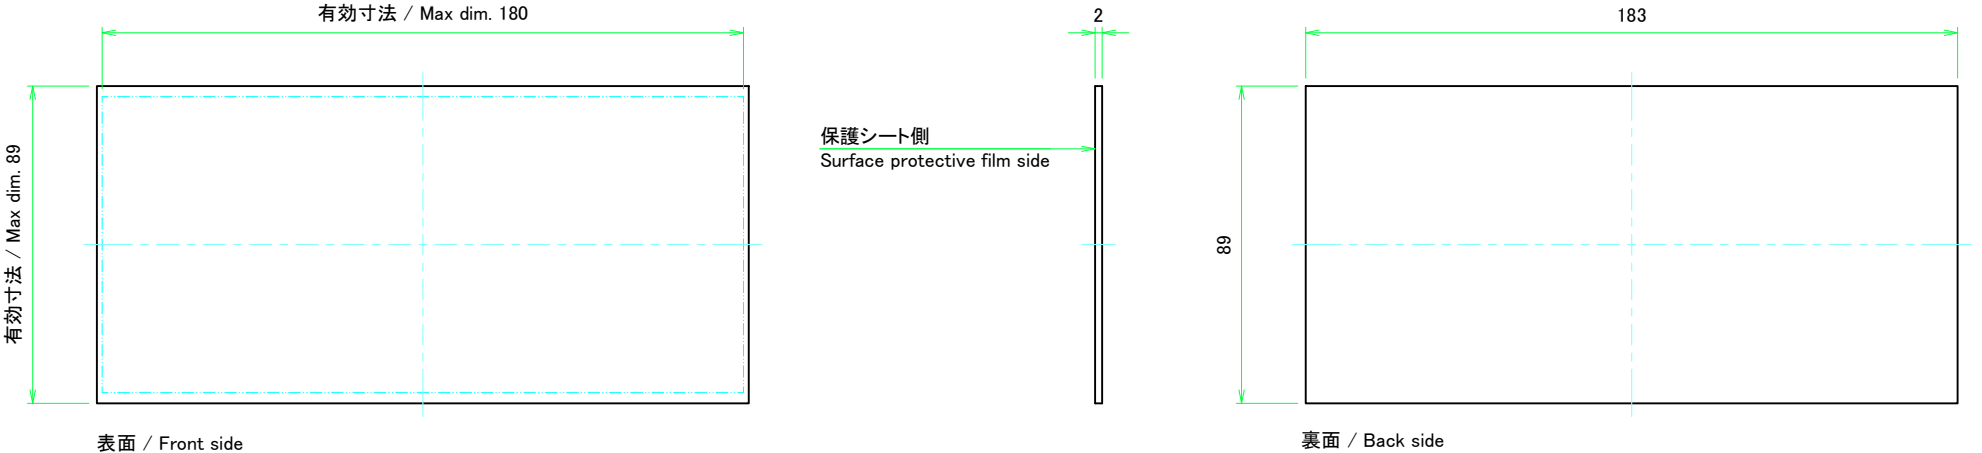 有効寸法 / Max dim. 180
有効寸法 / Max dim. 89
表面 / Front side
2
保護シート側
Surface protective film side
183
89
裏面 / Back side